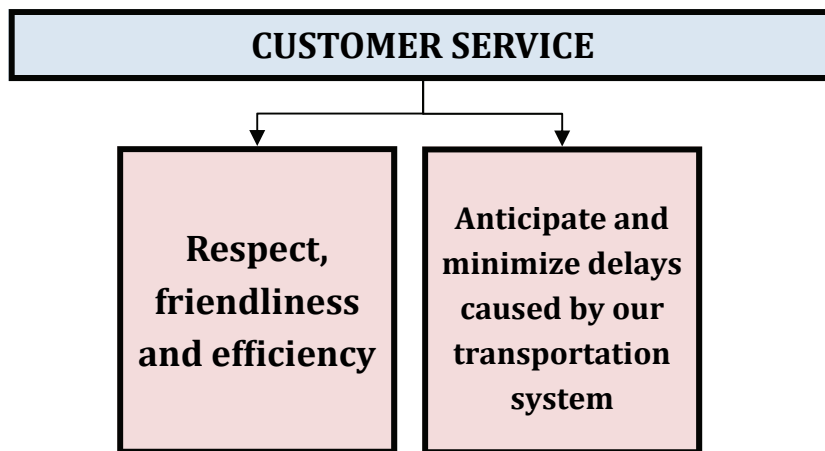 CUSTOMER SERVICE
Respect,
friendliness
and efficiency
Anticipate and
minimize delays
caused by our
transportation
system